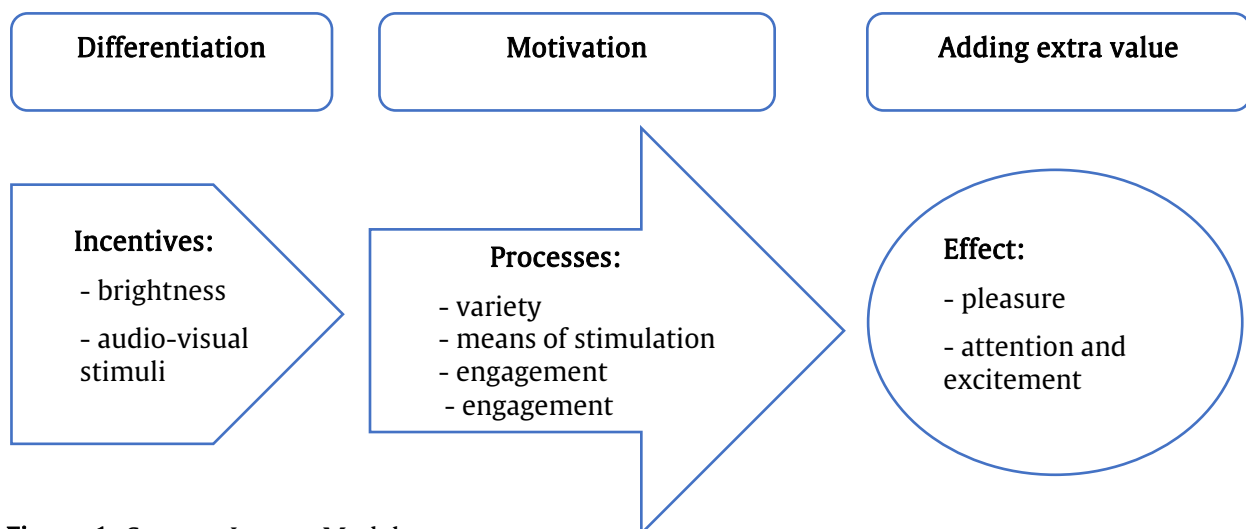 Differentiation
Motivation
Adding extra value
Incentives:
- brightness
- audio-visual
stimuli
Processes:
- variety
- means of stimulation
- engagement
- engagement
Effect:
- pleasure
- attention and
excitement